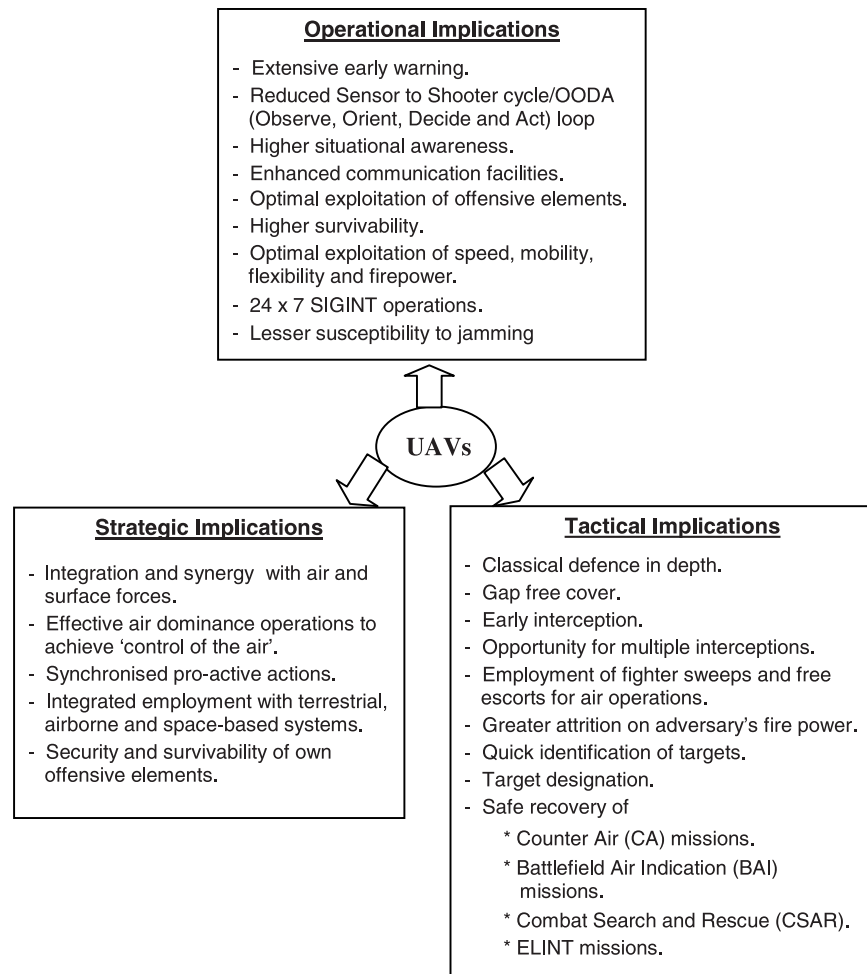 Operational Implications
- Extensive early warning.
- Reduced Sensor to Shooter cycle/OODA
(Observe, Orient, Decide and Act) loop
- Higher situational awareness.
- Enhanced communication facilities.
- Optimal exploitation of offensive elements.
- Higher survivability.
- Optimal exploitation of speed, mobility,
flexibility and firepower.
- 24 x 7 SIGINT operations.
- Lesser susceptibility to jamming
UAVs
Strategic Implications
- Integration and synergy with air and
surface forces.
- Effective air dominance operations to
achieve ‘control of the air’.
- Synchronised pro-active actions.
- Integrated employment with terrestrial,
airborne and space-based systems.
- Security and survivability of own
offensive elements.
Tactical Implications
- Classical defence in depth.
- Gap free cover.
- Early interception.
- Opportunity for multiple interceptions.
- Employment of fighter sweeps and free
escorts for air operations.
- Greater attrition on adversary’s fire power.
- Quick identification of targets.
- Target designation.
- Safe recovery of
* Counter Air (CA) missions.
* Battlefield Air Indication (BAI)
missions.
* Combat Search and Rescue (CSAR).
* ELINT missions.